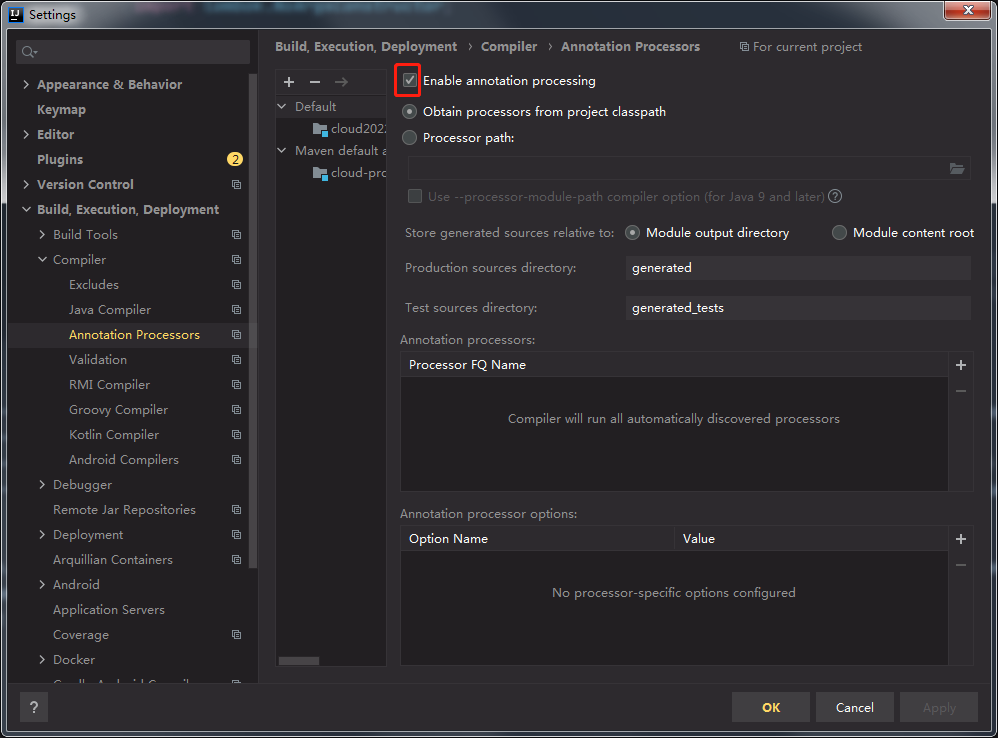 Settings
Build, Execution, Deployment › Compiler › Annotation Processors For current project
Appearance & Behavior
Keymap
Editor
Plugins 2
Version Control
Build, Execution, Deployment
Build Tools
Compiler
Excludes
Java Compiler
Annotation Processors
Validation
RMI Compiler
Groovy Compiler
Kotlin Compiler
Android Compilers
Debugger
Remote Jar Repositories
Deployment
Arquillian Containers
Android
Application Servers
Coverage
Docker
Default
cloud202
Maven default a
cloud-pro
Enable annotation processing
Obtain processors from project classpath
Processor path:
Use --processor-module-path compiler option (for Java 9 and later) ?
Store generated sources relative to: Module output directory Module content root
Production sources directory: generated
Test sources directory: generated_tests
Annotation processors:
Processor FQ Name
Compiler will run all automatically discovered processors
Annotation processor options:
Option Name Value
No processor-specific options configured
? OK Cancel Apply